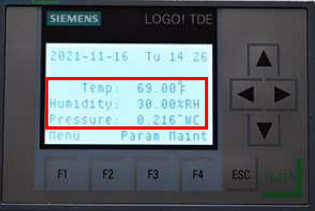 SIEMENS LOGO! TDE
2021-11-16 Tu 14 26
Temp: 69.00°F
Humidity: 30.00%RH
Pressure: 0.216"WC
Menu Param Maint
F1 F2 F3 F4 ESC